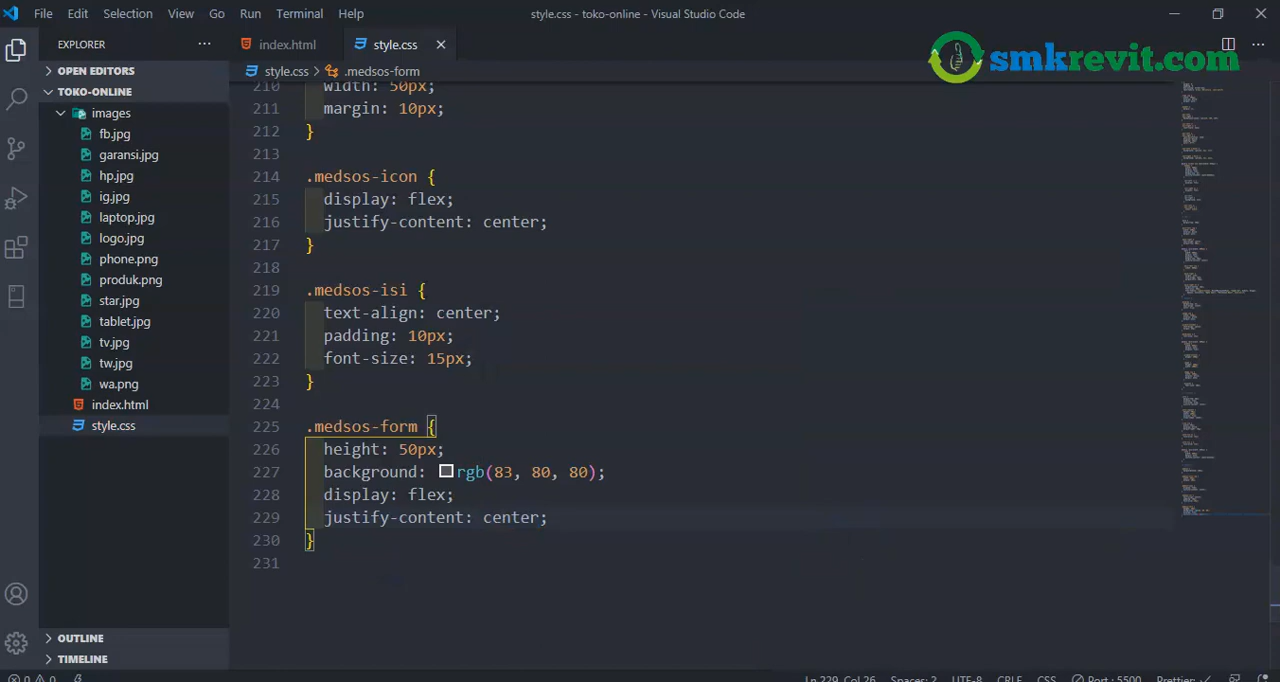 File Edit Selection View Go Run Terminal Help style.css - toko-online - Visual Studio Code
EXPLORER ··· index.html style.css
smkrevit.com
OPEN EDITORS
style.css > .medsos-form
TOKO-ONLINE
images
fb.jpg
garansi.jpg
hp.jpg
ig.jpg
laptop.jpg
logo.jpg
phone.png
produk.png
star.jpg
tablet.jpg
tv.jpg
tw.jpg
wa.png
index.html
style.css
OUTLINE
TIMELINE
210 width: 50px;
211 margin: 10px;
212 }
213
214 .medsos-icon {
215 display: flex;
216 justify-content: center;
217 }
218
219 .medsos-isi {
220 text-align: center;
221 padding: 10px;
222 font-size: 15px;
223 }
224
225 .medsos-form {
226 height: 50px;
227 background: rgb(83, 80, 80);
228 display: flex;
229 justify-content: center;
230 }
231
0 0 Ln 229, Col 26 Spaces: 2 UTF-8 CRLF CSS Port : 5500 Prettier